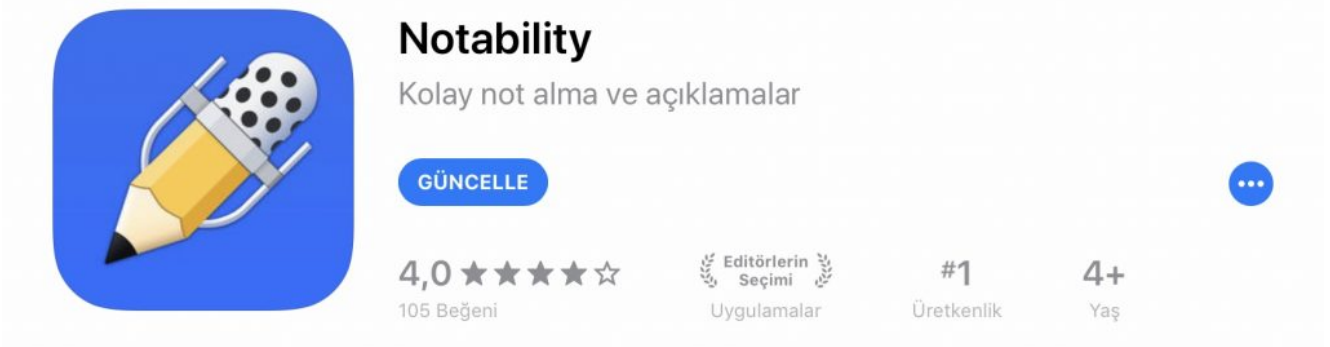 Notability
Kolay not alma ve açıklamalar
GÜNCELLE
4,0
105 Beğeni
Editörlerin
Seçimi
Uygulamalar
#1
Üretkenlik
4+
Yaş